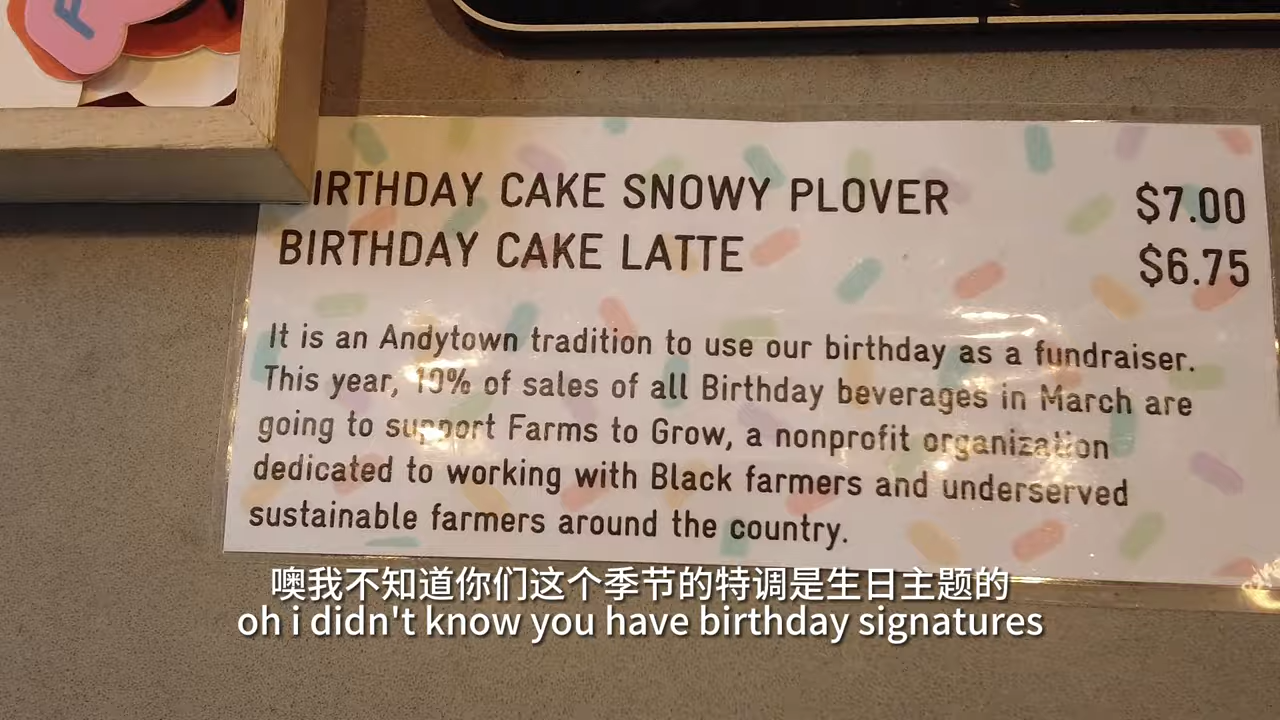 IRTHDAY CAKE SNOWY PLOVER $7.00
BIRTHDAY CAKE LATTE $6.75
It is an Andytown tradition to use our birthday as a fundraiser.
This year, 10% of sales of all Birthday beverages in March are
going to support Farms to Grow, a nonprofit organization
dedicated to working with Black farmers and underserved
sustainable farmers around the country.
噢我不知道你们这个季节的特调是生日主题的
oh i didn't know you have birthday signatures